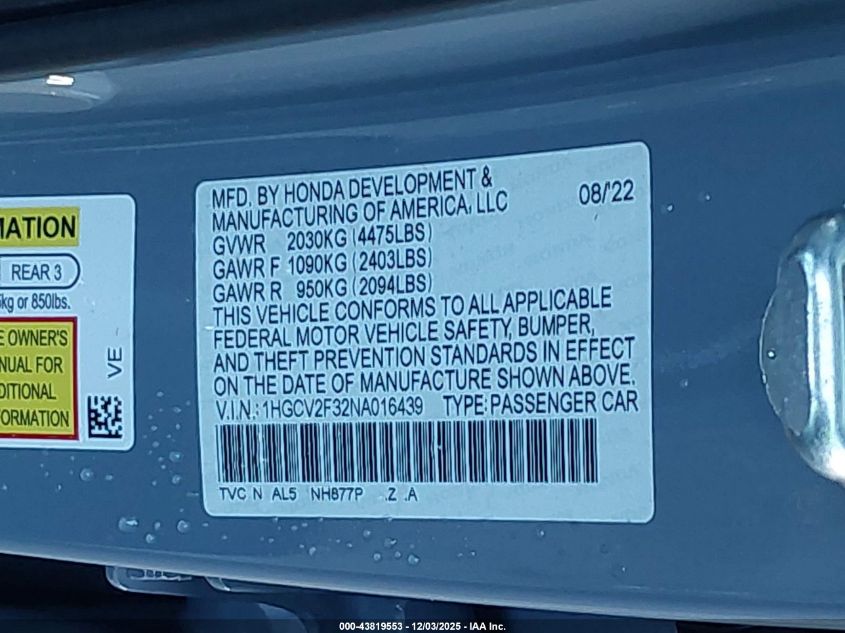 MATION
REAR 3
kg or 850lbs.
OWNER'S
FOR
VE
MFD. BY HONDA DEVELOPMENT &
MANUFACTURING OF AMERICA, LLC 08/'22
GVWR 2030KG (4475LBS)
GAWR F 1090KG (2403LBS)
GAWR R 950KG (2094LBS)
THIS VEHICLE CONFORMS TO ALL APPLICABLE
FEDERAL MOTOR VEHICLE SAFETY, BUMPER,
AND THEFT PREVENTION STANDARDS IN EFFECT
ON THE DATE OF MANUFACTURE SHOWN ABOVE.
V.I.N.: 1HGCV2F32NA016439 TYPE: PASSENGER CAR
TVC N AL5 NH877P .Z .A
000-43819553 - 12/03/2025 - IAA Inc.